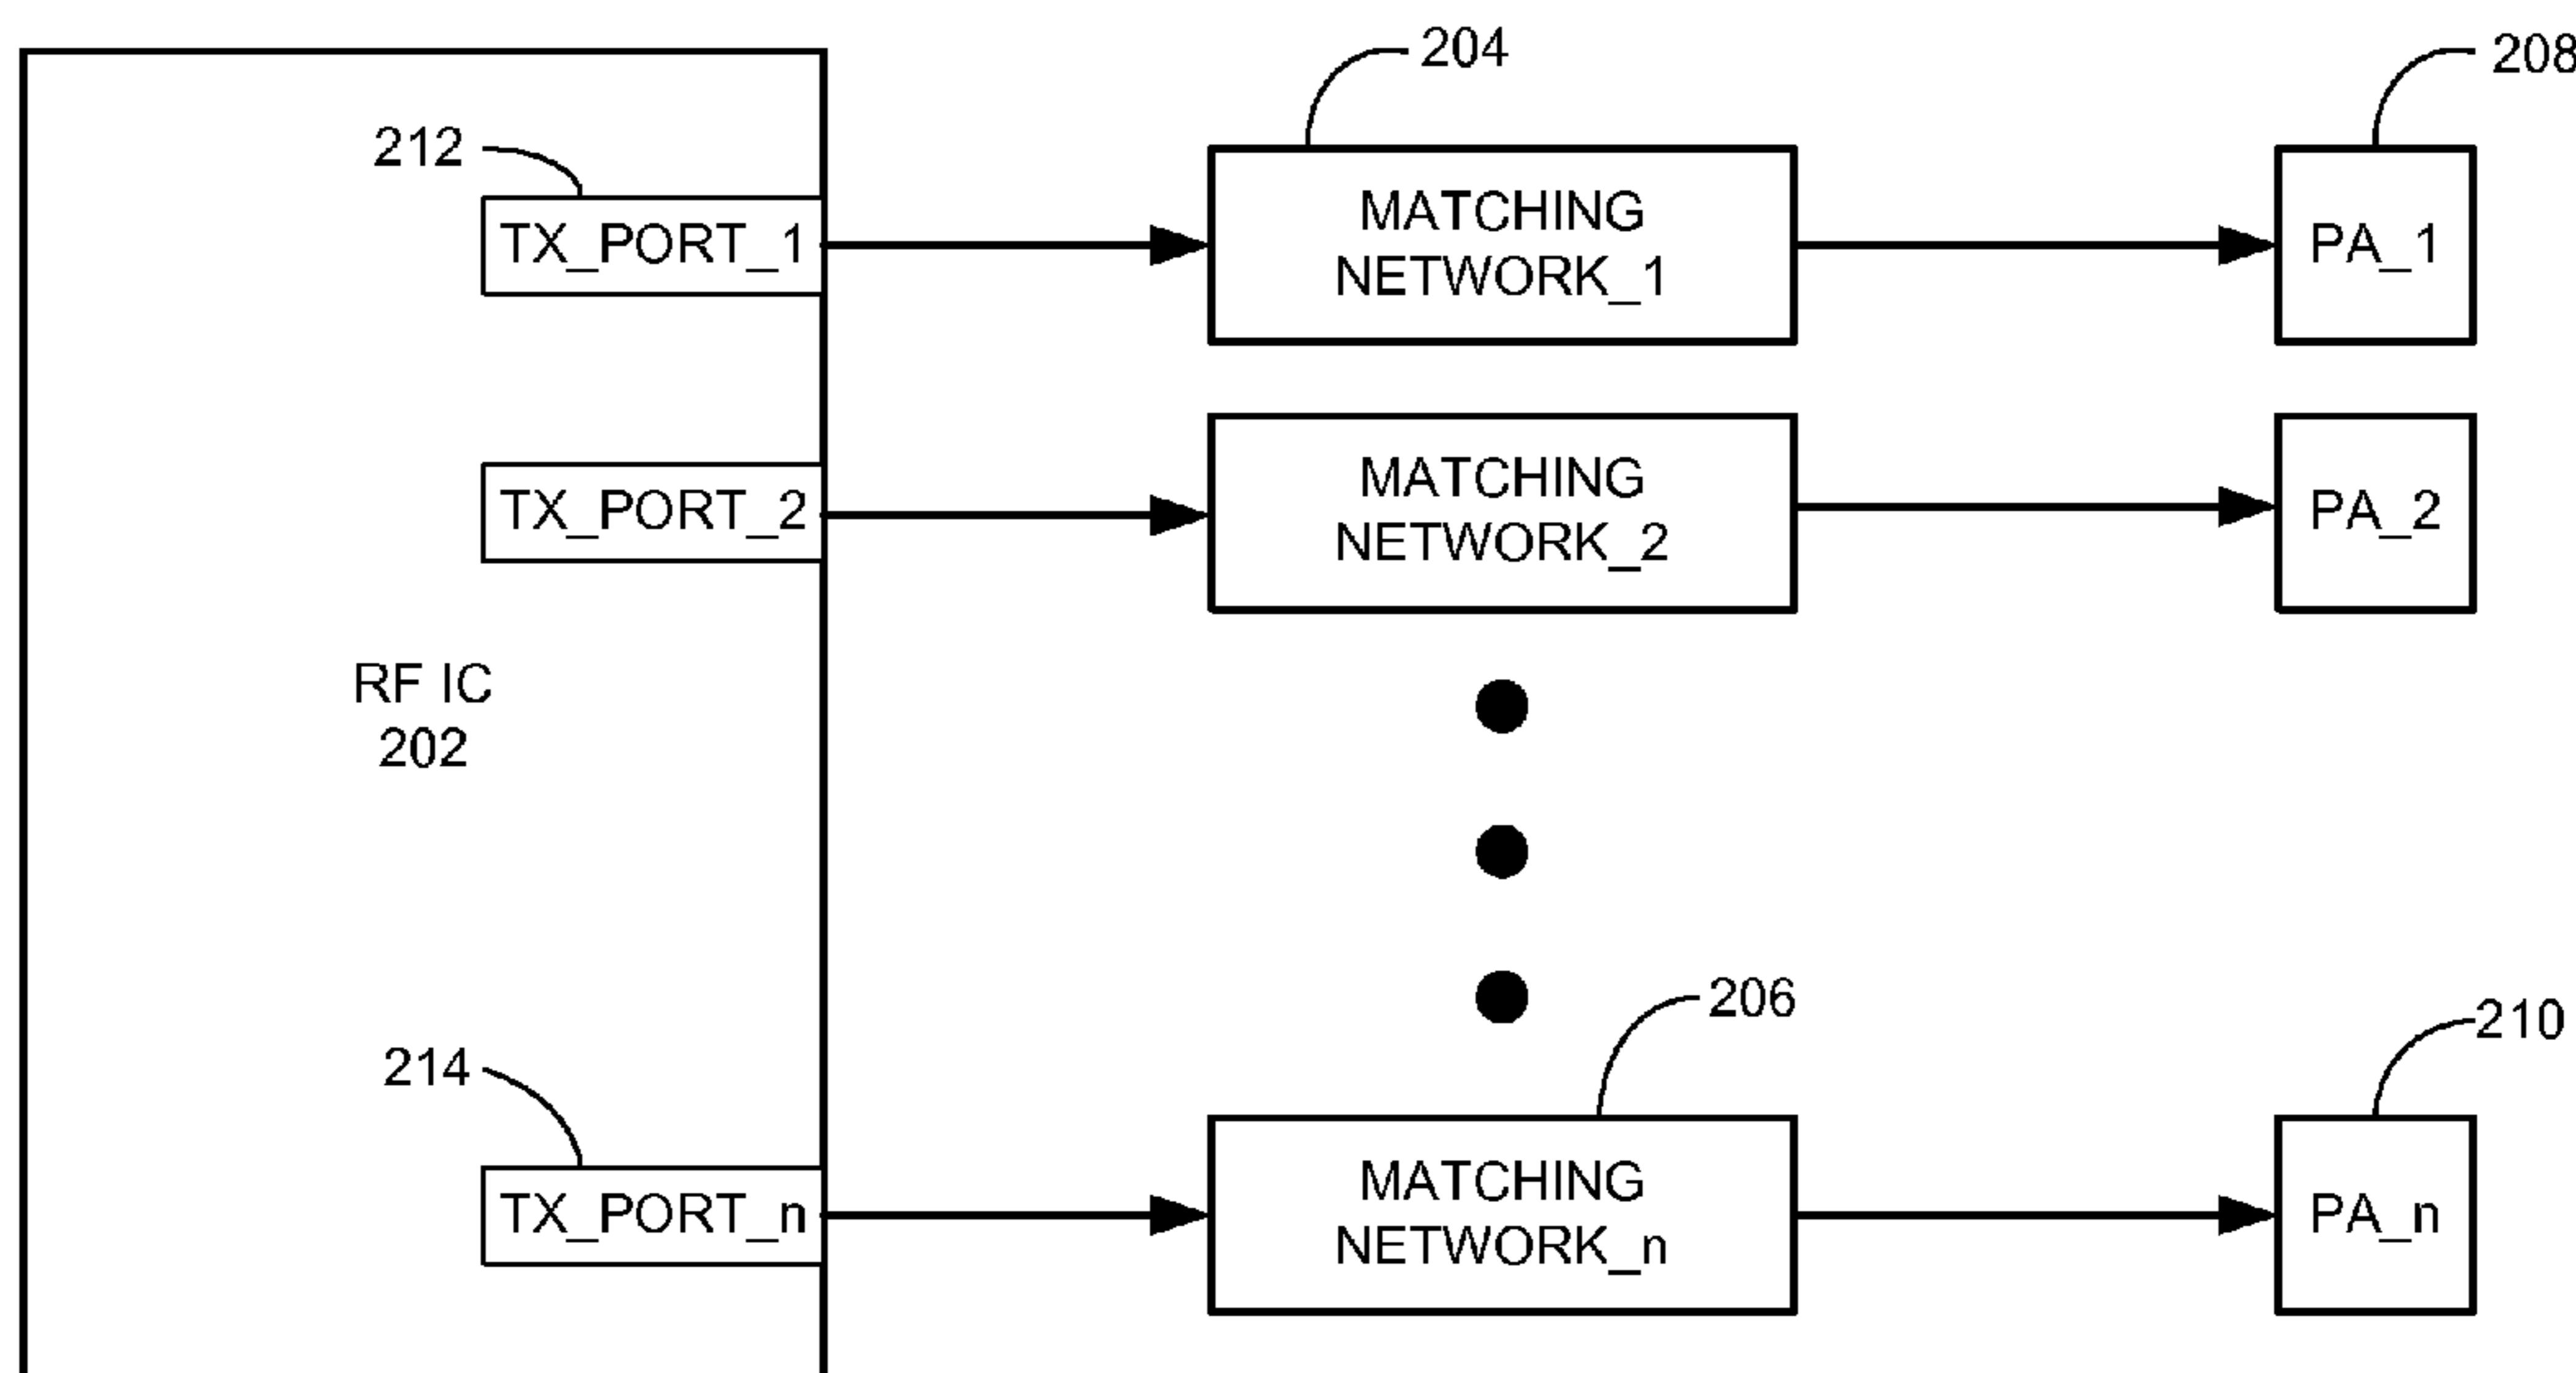 204
208
212
TX_PORT_1
MATCHING
NETWORK_1
PA_1
TX_PORT_2
MATCHING
NETWORK_2
PA_2
RF IC
202
206
210
214
TX_PORT_n
MATCHING
NETWORK_n
PA_n